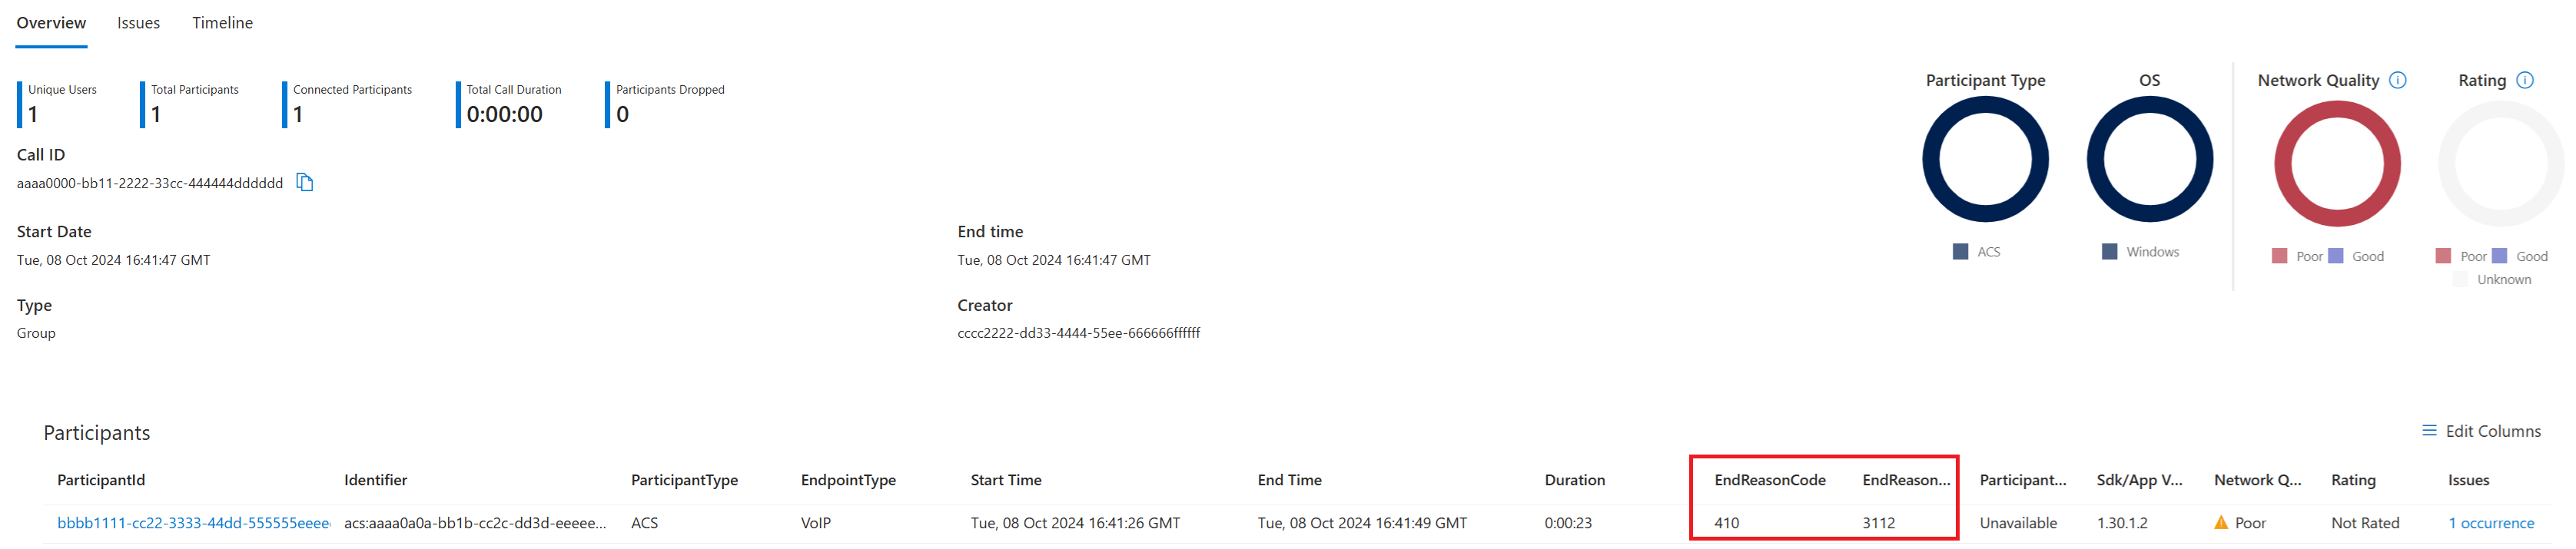 Overview Issues Timeline
Unique Users Total Participants Connected Participants Total Call Duration Participants Dropped
1 1 1 0:00:00 0
Participant Type OS Network Quality Rating
Call ID
aaaa0000-bb11-2222-33cc-444444dddddd
Start Date End time
Tue, 08 Oct 2024 16:41:47 GMT Tue, 08 Oct 2024 16:41:47 GMT
ACS Windows Poor Good Poor Good
Unknown
Type Creator
Group cccc2222-dd33-4444-55ee-666666ffffff
Participants Edit Columns
ParticipantId Identifier ParticipantType EndpointType Start Time End Time Duration EndReasonCode EndReason... Participant... Sdk/App V... Network Q... Rating Issues
bbbb1111-cc22-3333-44dd-555555eeee acs:aaaa0a0a-bb1b-cc2c-dd3d-eeeee... ACS VoIP Tue, 08 Oct 2024 16:41:26 GMT Tue, 08 Oct 2024 16:41:49 GMT 0:00:23 410 3112 Unavailable 1.30.1.2 Poor Not Rated 1 occurrence